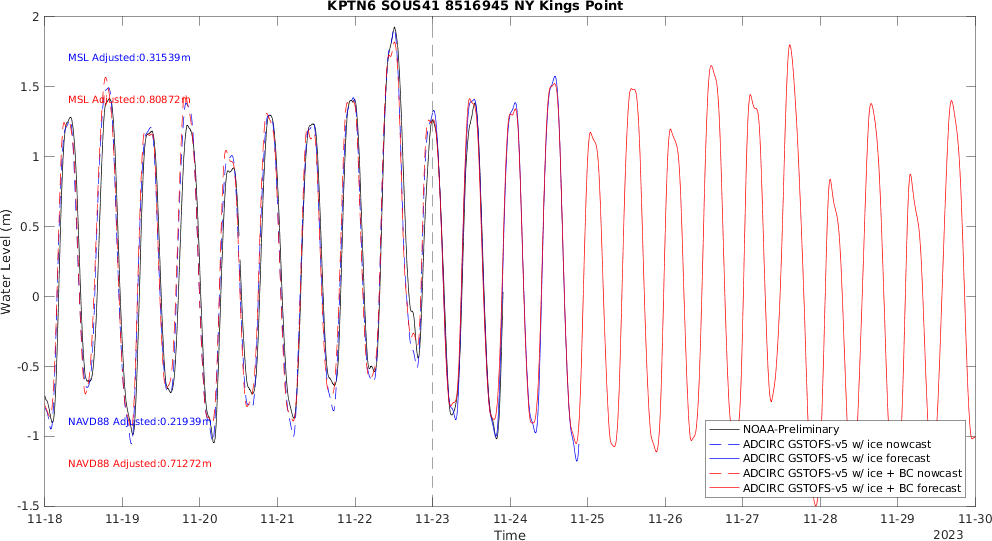 KPTN6 SOUS41 8516945 NY Kings Point
2
1.5
1
0.5
0
-0.5
-1
-1.5
Water Level (m)
MSL Adjusted:0.31539m
MSL Adjusted:0.80872m
NAVD88 Adjusted:0.21939m
NAVD88 Adjusted:0.71272m
NOAA-Preliminary
ADCIRC GSTOFS-v5 w/ ice nowcast
ADCIRC GSTOFS-v5 w/ ice forecast
ADCIRC GSTOFS-v5 w/ ice + BC nowcast
ADCIRC GSTOFS-v5 w/ ice + BC forecast
11-18 11-19 11-20 11-21 11-22 11-23 11-24 11-25 11-26 11-27 11-28 11-29 11-30
Time
2023